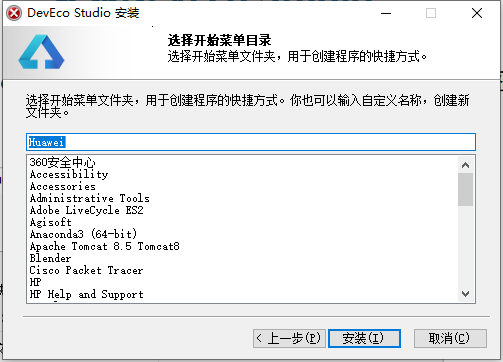 DevEco Studio 安装
选择开始菜单目录
选择开始菜单文件夹，用于创建程序的快捷方式。
选择开始菜单文件夹，用于创建程序的快捷方式。你也可以输入自定义名称，创建新
文件夹。
Huawei
360安全中心
Accessibility
Accessories
Administrative Tools
Adobe LiveCycle ES2
Agisoft
Anaconda3 (64-bit)
Apache Tomcat 8.5 Tomcat8
Blender
Cisco Packet Tracer
HP
HP Help and Support
< 上一步(P)
安装(I)
取消(C)